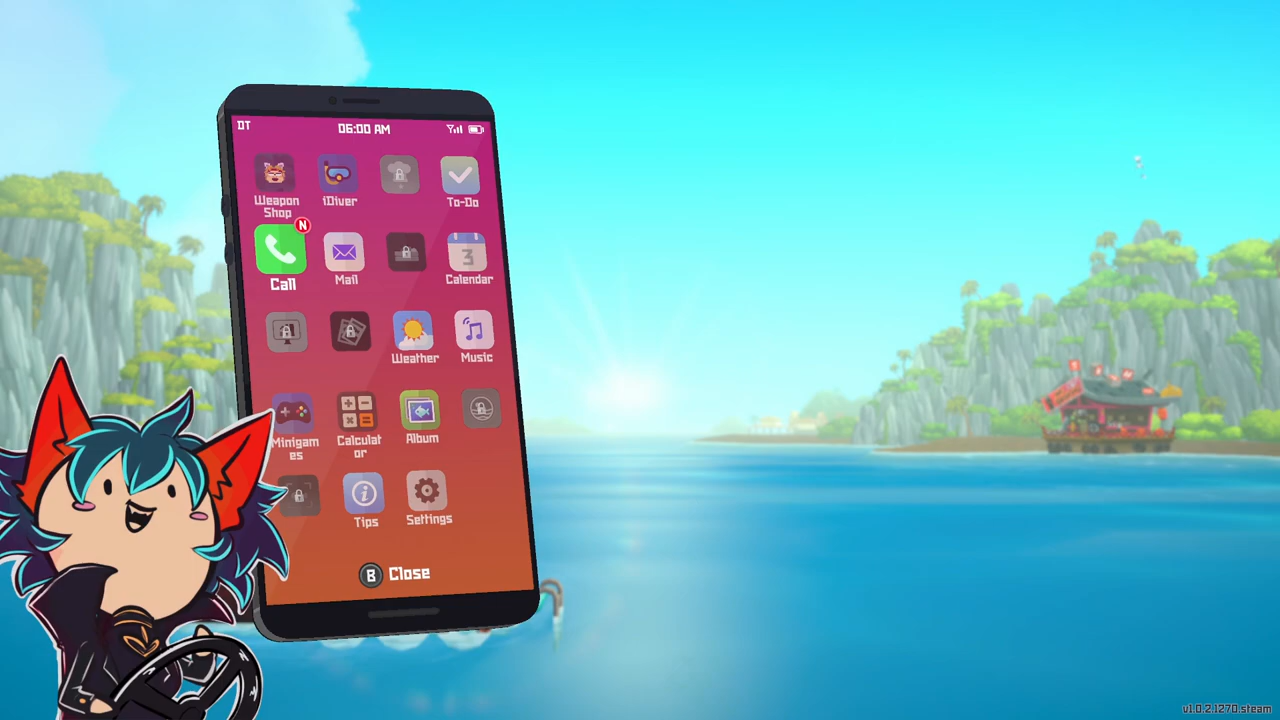 DT
06:00 AM
Weapon
Shop
iDiver
To-Do
N
Call
Mail
3
Calendar
Weather
Music
Minigam
es
Calculat
or
Album
Tips
Settings
B Close
v1.0.2.1270.steam